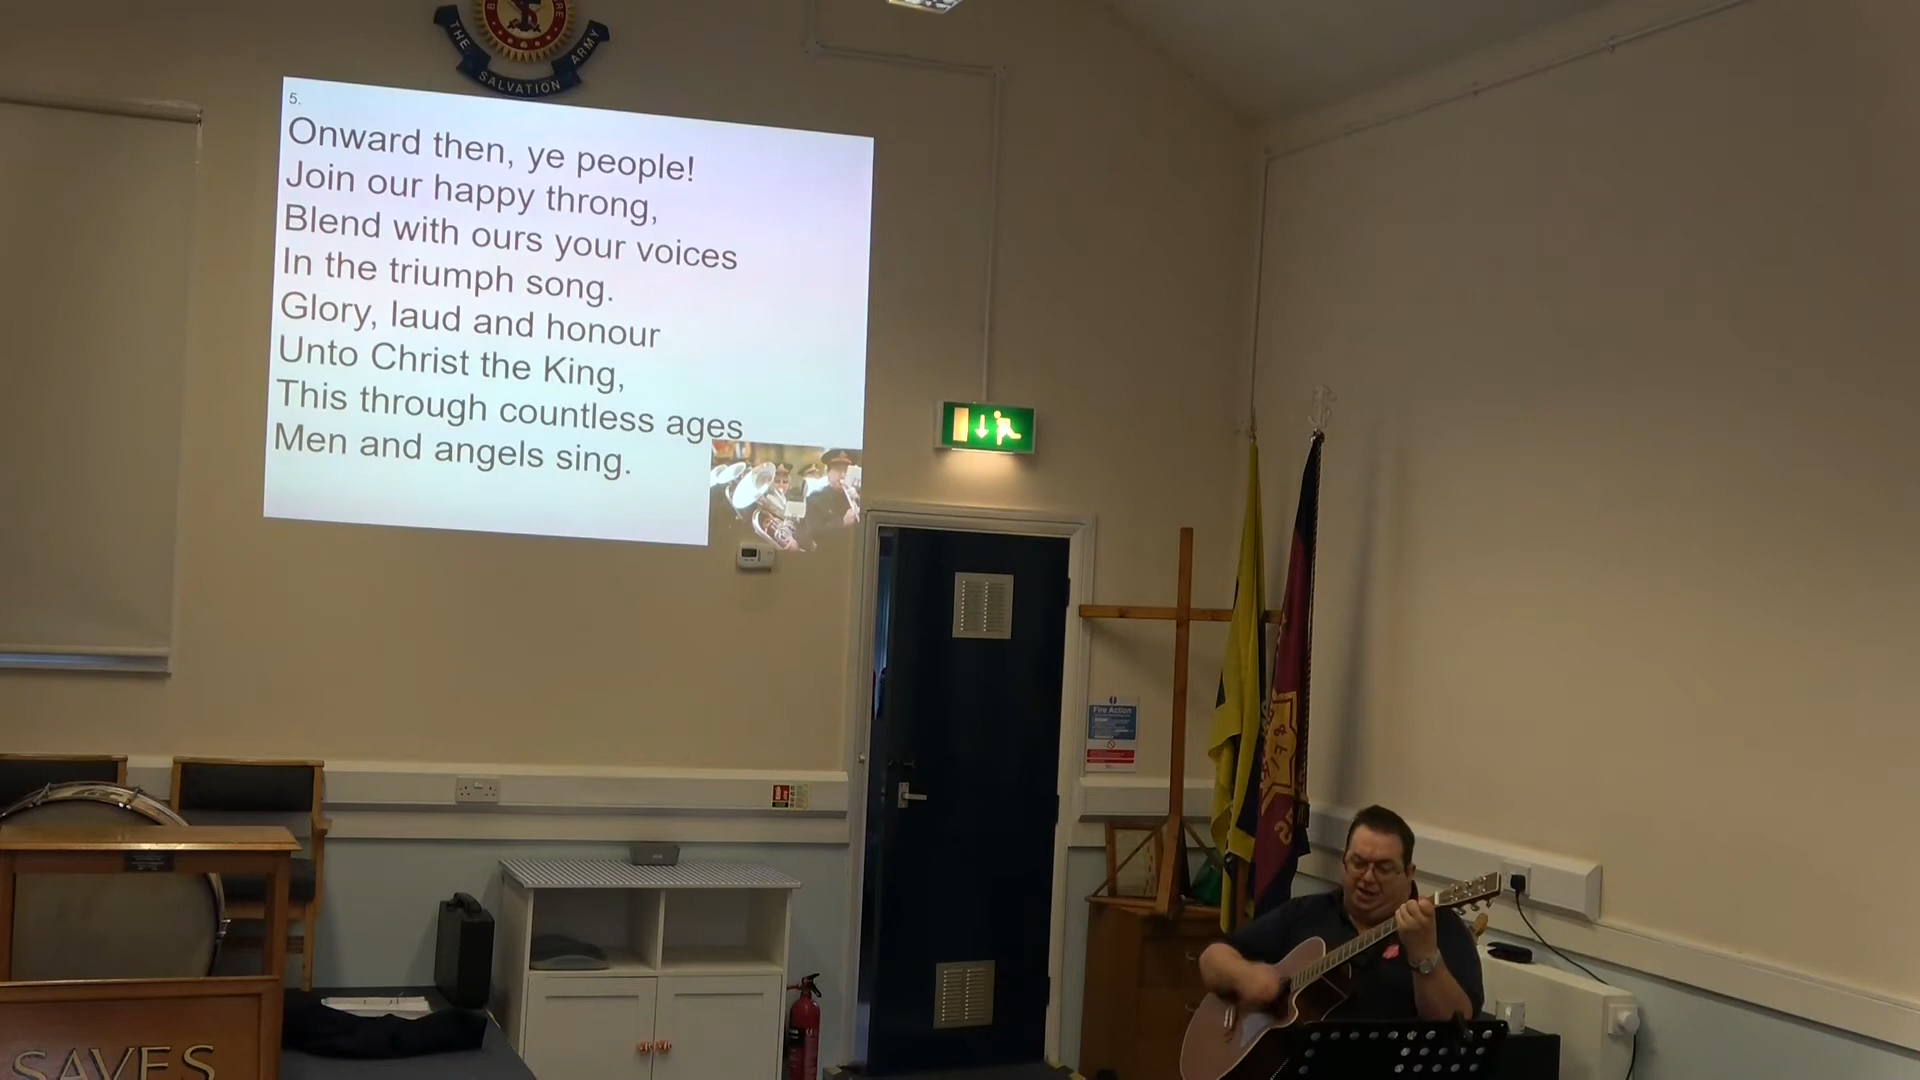 THE SALVATION ARMY
5.
Onward then, ye people!
Join our happy throng,
Blend with ours your voices
In the triumph song.
Glory, laud and honour
Unto Christ the King,
This through countless ages
Men and angels sing.
Fire Action
SAVES